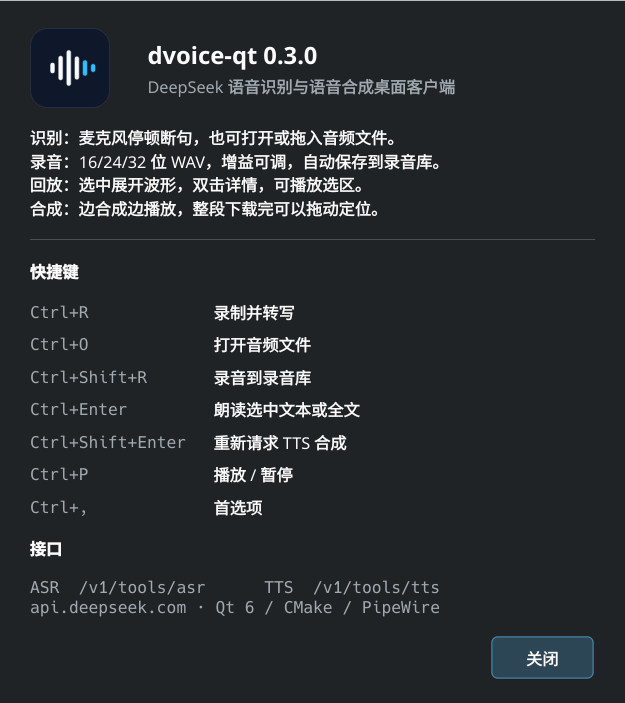 dvoice-qt 0.3.0
DeepSeek 语音识别与语音合成桌面客户端
识别：麦克风停顿断句，也可打开或拖入音频文件。
录音：16/24/32 位 WAV，增益可调，自动保存到录音库。
回放：选中展开波形，双击详情，可播放选区。
合成：边合成边播放，整段下载完可以拖动定位。
快捷键
Ctrl+R 录制并转写
Ctrl+O 打开音频文件
Ctrl+Shift+R 录音到录音库
Ctrl+Enter 朗读选中文本或全文
Ctrl+Shift+Enter 重新请求 TTS 合成
Ctrl+P 播放 / 暂停
Ctrl+, 首选项
接口
ASR /v1/tools/asr TTS /v1/tools/tts
api.deepseek.com · Qt 6 / CMake / PipeWire
关闭